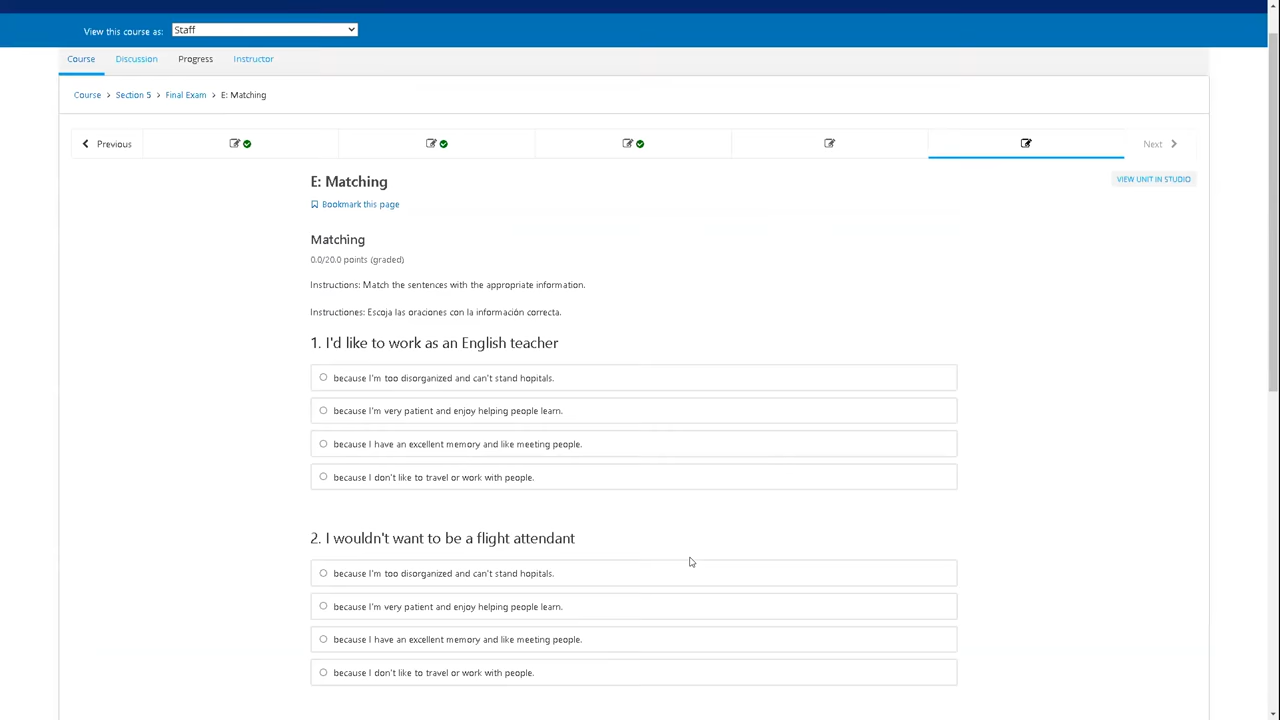 View this course as: Staff
Course Discussion Progress Instructor
Course > Section 5 > Final Exam > E: Matching
Previous Next
E: Matching
VIEW UNIT IN STUDIO
Bookmark this page
Matching
0.0/20.0 points (graded)
Instructions: Match the sentences with the appropriate information.
Instructiones: Escoja las oraciones con la información correcta.
1. I'd like to work as an English teacher
because I'm too disorganized and can't stand hopitals.
because I'm very patient and enjoy helping people learn.
because I have an excellent memory and like meeting people.
because I don't like to travel or work with people.
2. I wouldn't want to be a flight attendant
because I'm too disorganized and can't stand hopitals.
because I'm very patient and enjoy helping people learn.
because I have an excellent memory and like meeting people.
because I don't like to travel or work with people.